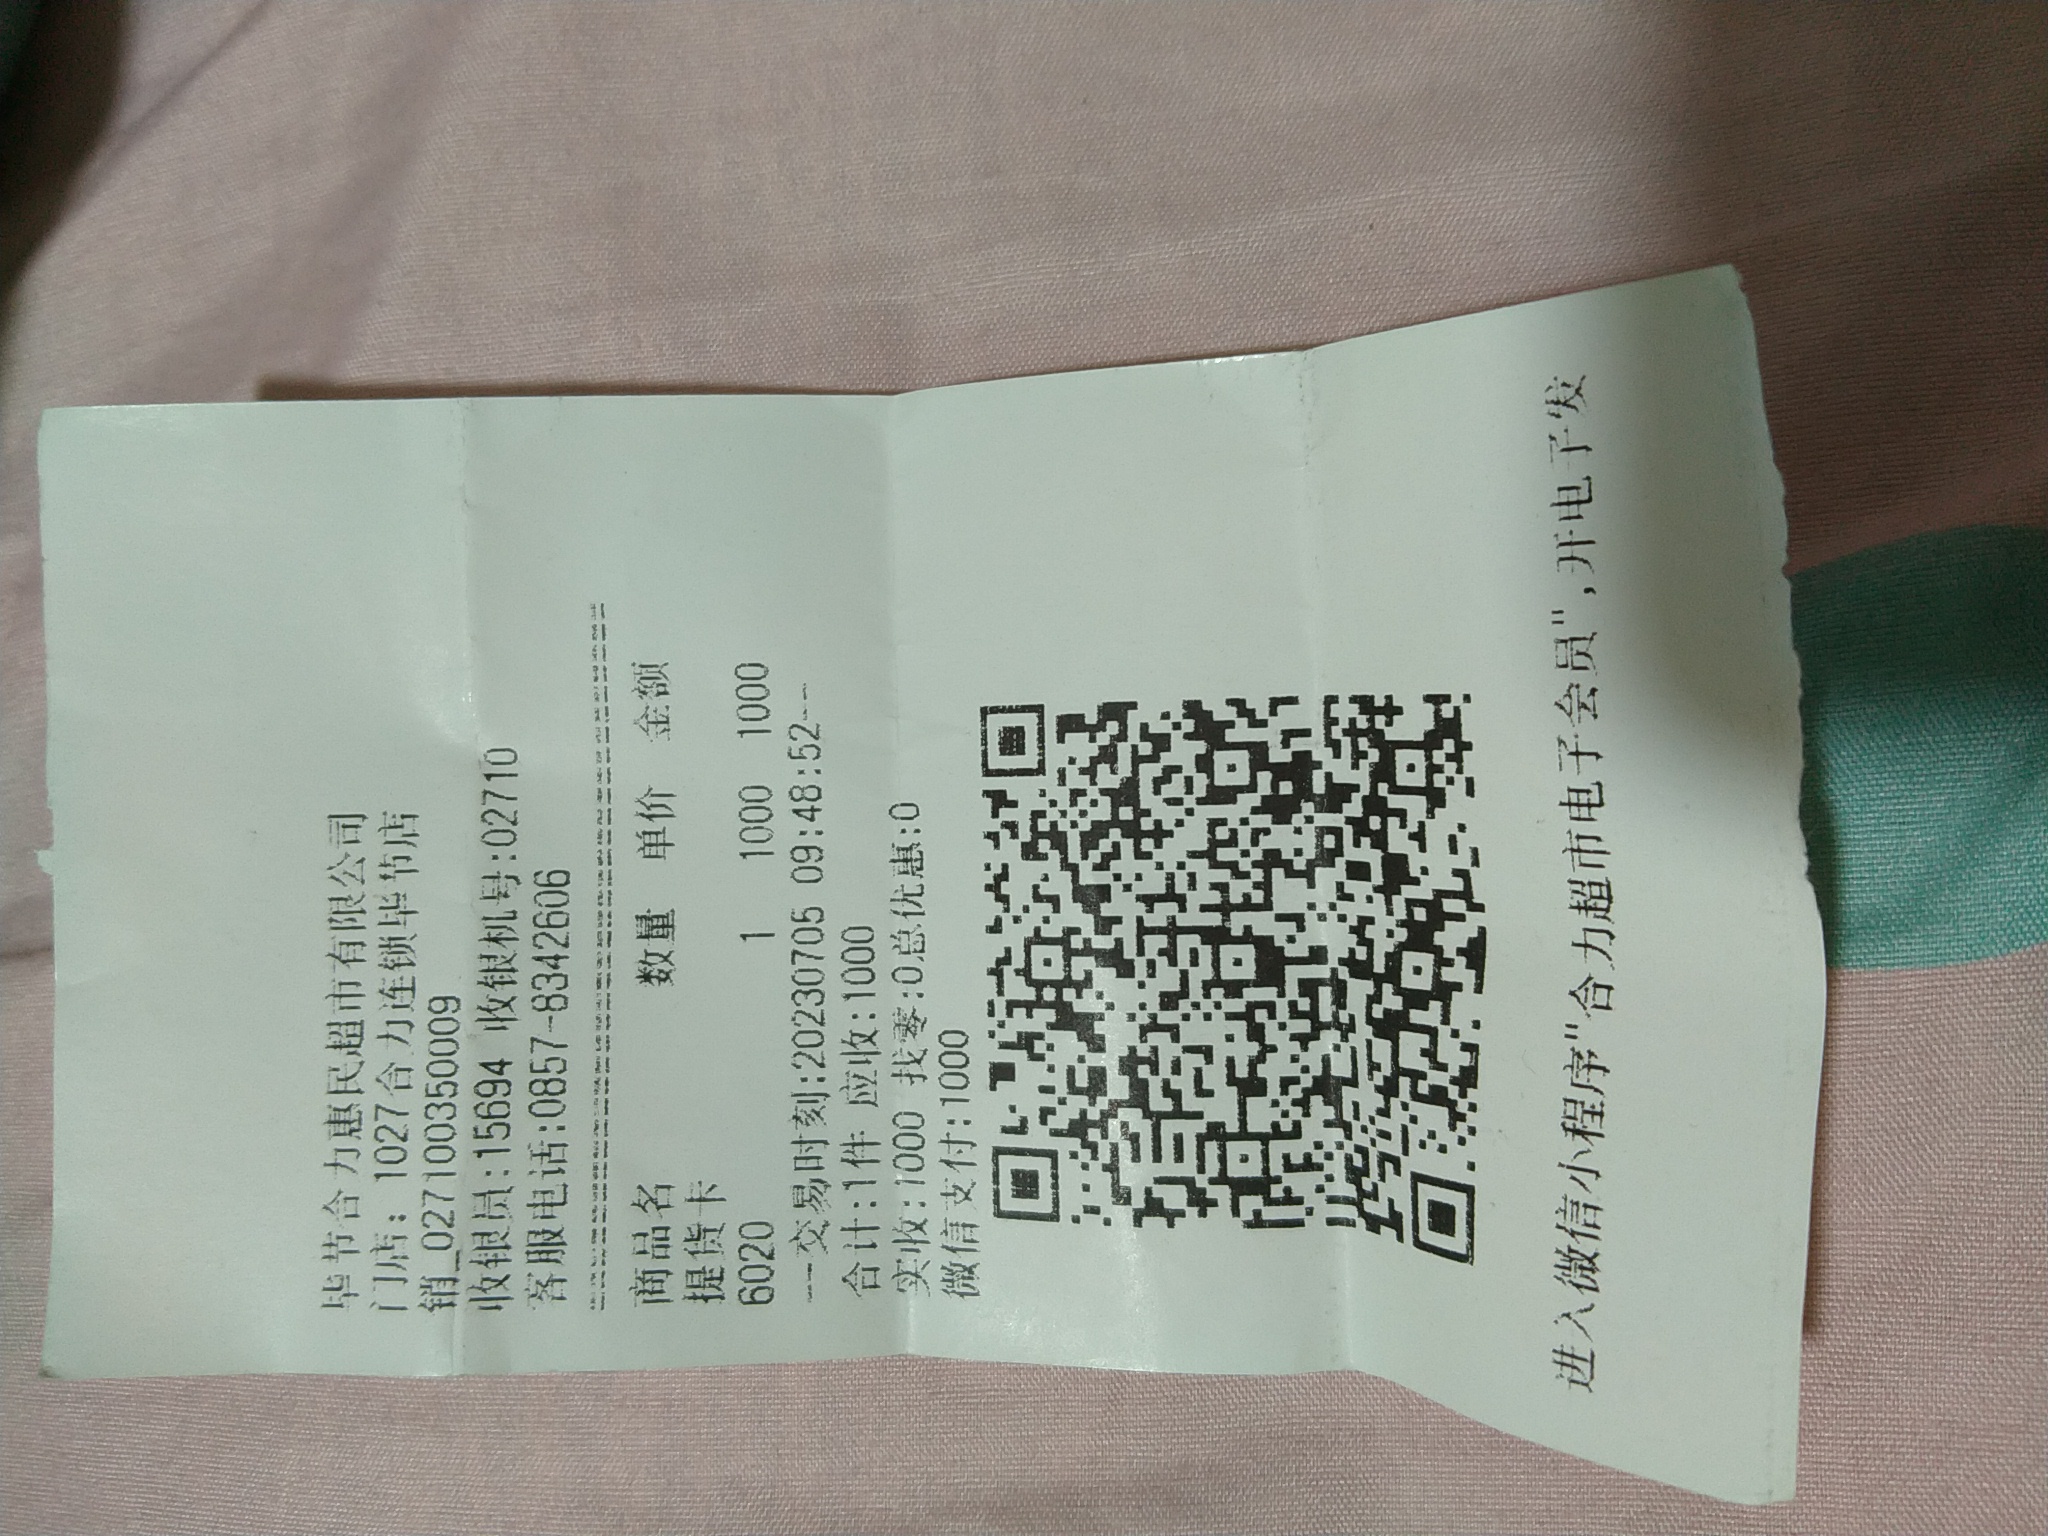 毕节合力惠民超市有限公司
门店: 1027合力连锁毕节店
销_0271003500​09
收银员:15694 收银机号:02710
客服电话:0857-8342606
商品名 数量 单价 金额
提货卡
6020 1 1000 1000
--交易时刻:20230705 09:48:52--
合计:1件 应收:1000
实收:1000 找零:0总优惠:0
微信支付:1000
进入微信小程序"合力超市电子会员",开电子发